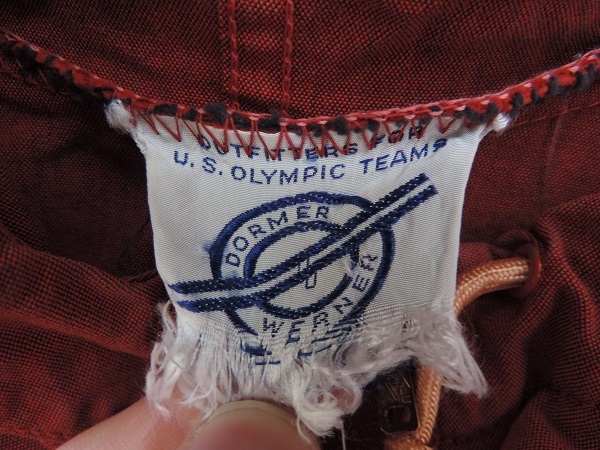 OUTFITTERS FOR
U.S. OLYMPIC TEAMS
DORMER
WERNER